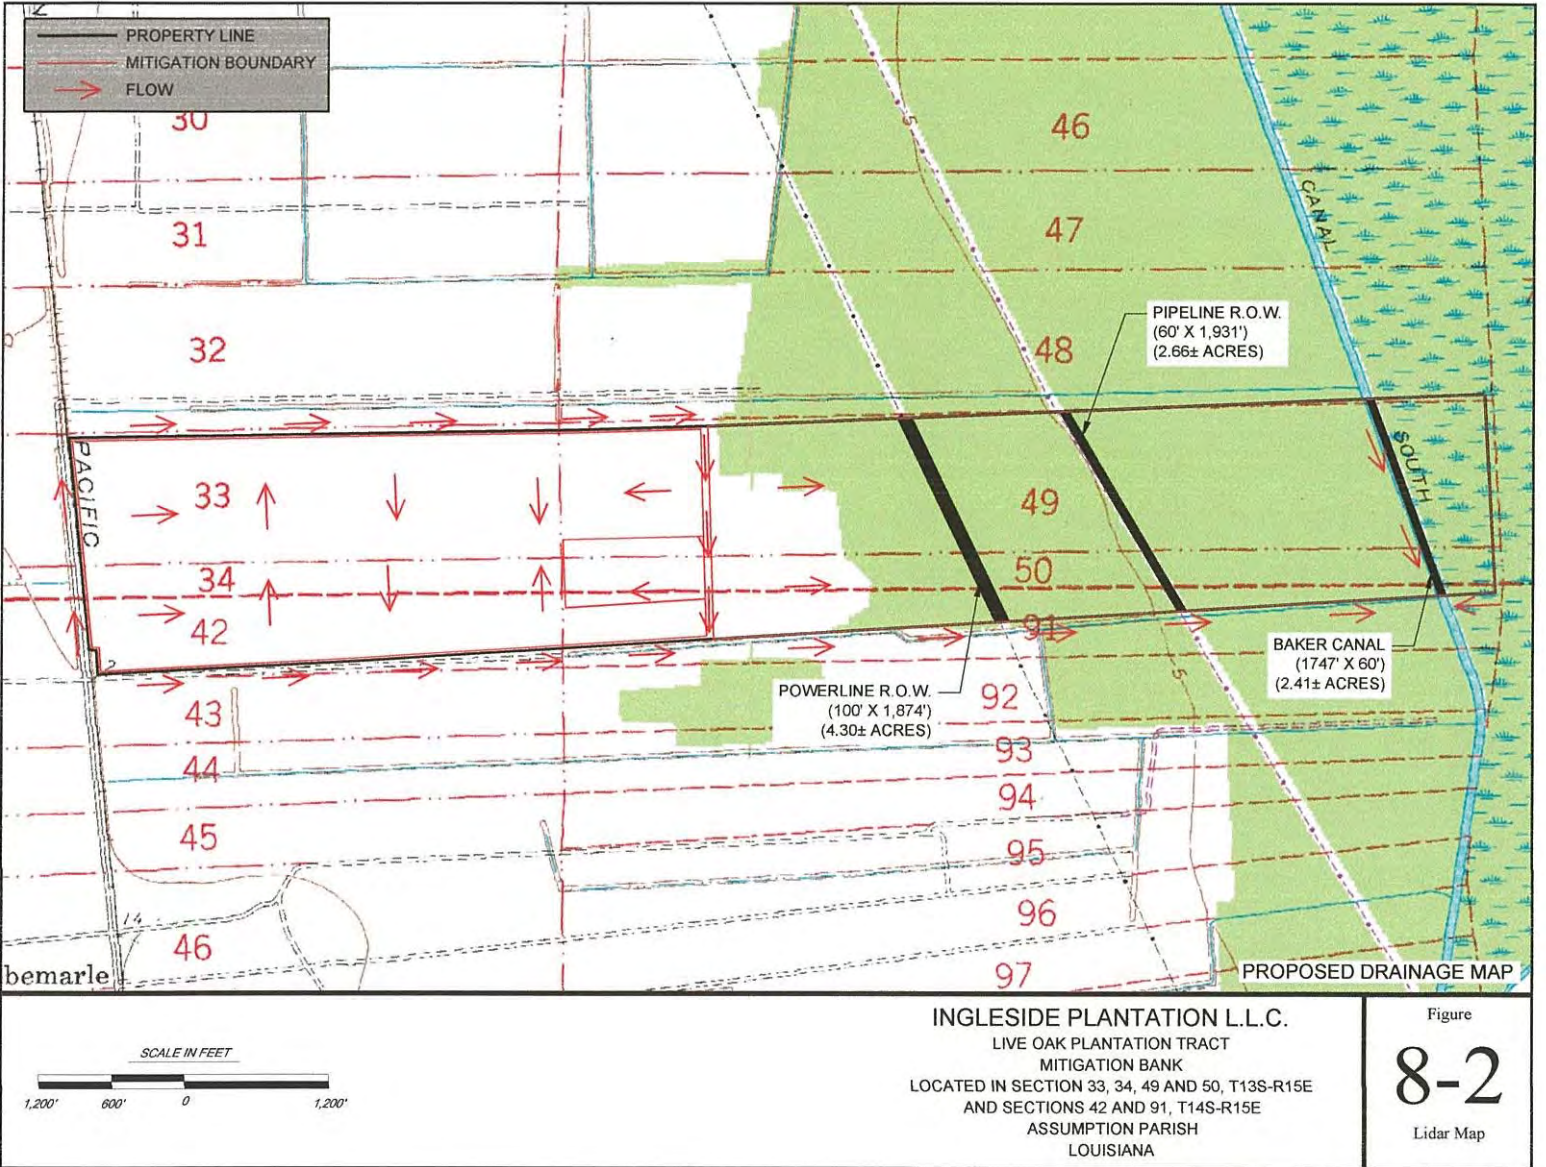 PROPERTY LINE
MITIGATION BOUNDARY
FLOW
30
46
31
CANAL
47
32
48
PIPELINE R.O.W.
(60' X 1,931')
(2.66± ACRES)
5
PACIFIC
33
49
SOUTH
34
50
42
91
2
BAKER CANAL
(1747' X 60')
(2.41± ACRES)
5
POWERLINE R.O.W.
(100' X 1,874')
(4.30± ACRES)
92
43
93
44
94
45
95
14
96
46
97
bemarle
PROPOSED DRAINAGE MAP
SCALE IN FEET
1,200' 600' 0 1,200'
INGLESIDE PLANTATION L.L.C.
LIVE OAK PLANTATION TRACT
MITIGATION BANK
LOCATED IN SECTION 33, 34, 49 AND 50, T13S-R15E
AND SECTIONS 42 AND 91, T14S-R15E
ASSUMPTION PARISH
LOUISIANA
Figure
8-2
Lidar Map